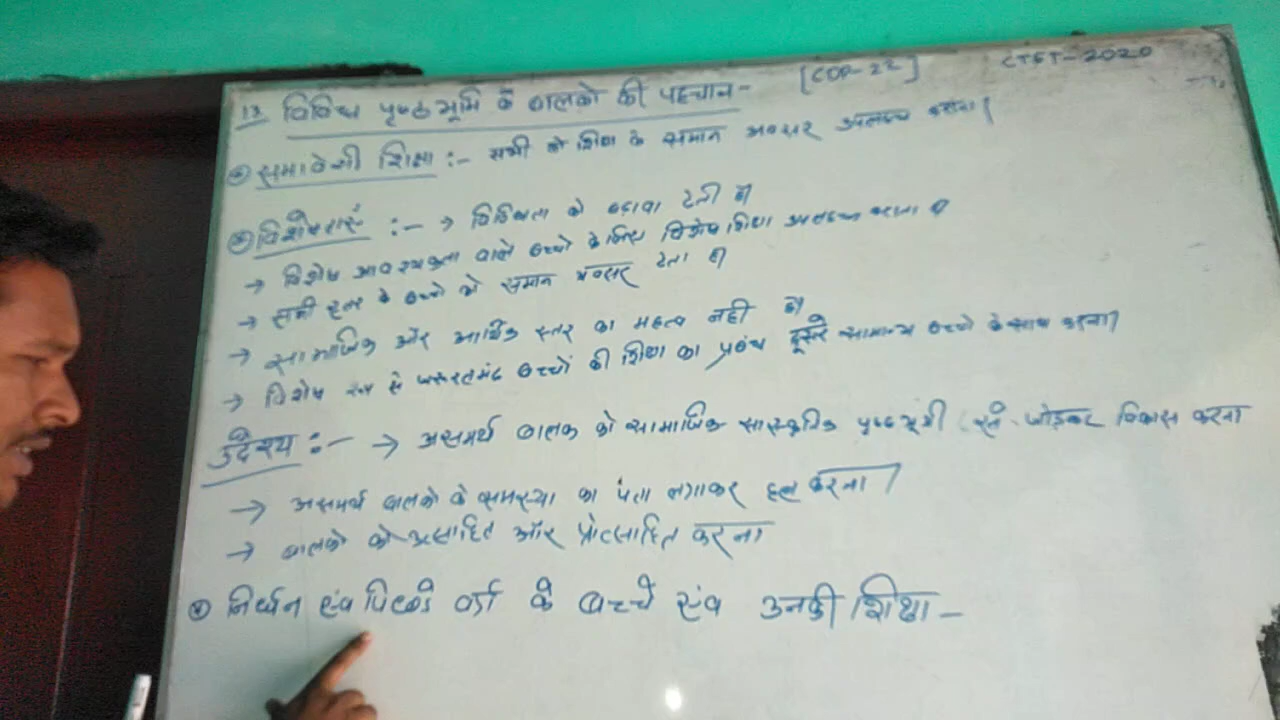 13. विविध पृष्ठभूमि के बालको की पहचान - [CDP-22] CTET-2020
समावेशी शिक्षा :- सभी को शिक्षा के समान अवसर उपलब्ध कराना।
विशेषताएं :- → विविधता को बढ़ावा देती है
→ विशेष आवश्यकता वाले बच्चो के लिए विशेष शिक्षा उपलब्ध कराना
→ सभी स्तर के बच्चो को समान अवसर देता है
→ सामाजिक और आर्थिक स्तर का महत्व नही है
→ विशेष रूप से जरूरतमंद बच्चों की शिक्षा का प्रबंध दूसरे सामान्य बच्चो के साथ करना।
उद्देश्य :- → असमर्थ बालक को सामाजिक सांस्कृतिक पृष्ठभूमी जोड़कर विकास करना
→ असमर्थ बालको के समस्या का पता लगाकर हल करना।
→ बालको को और प्रोत्साहित करना
निर्धन एंव पिछडे वर्ग के बच्चे एंव उनकी शिक्षा -